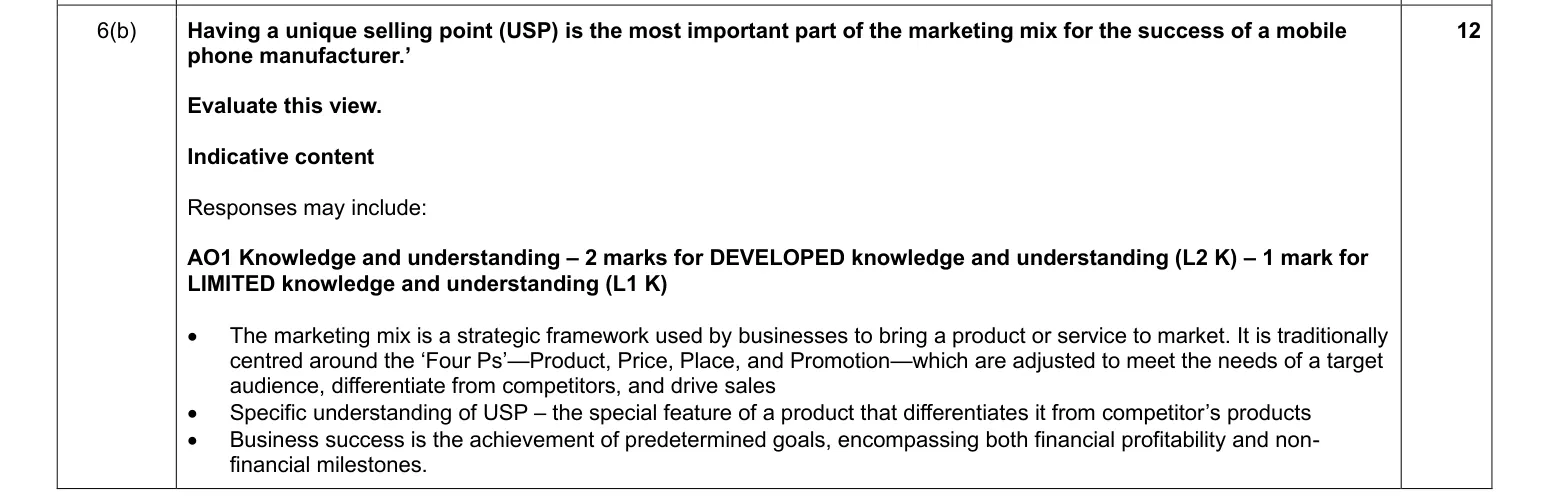 6(b)
Having a unique selling point (USP) is the most important part of the marketing mix for the success of a mobile
phone manufacturer.’
12
Evaluate this view.
Indicative content
Responses may include:
AO1 Knowledge and understanding – 2 marks for DEVELOPED knowledge and understanding (L2 K) – 1 mark for
LIMITED knowledge and understanding (L1 K)
• The marketing mix is a strategic framework used by businesses to bring a product or service to market. It is traditionally
centred around the ‘Four Ps’—Product, Price, Place, and Promotion—which are adjusted to meet the needs of a target
audience, differentiate from competitors, and drive sales
• Specific understanding of USP – the special feature of a product that differentiates it from competitor’s products
• Business success is the achievement of predetermined goals, encompassing both financial profitability and non-
financial milestones.